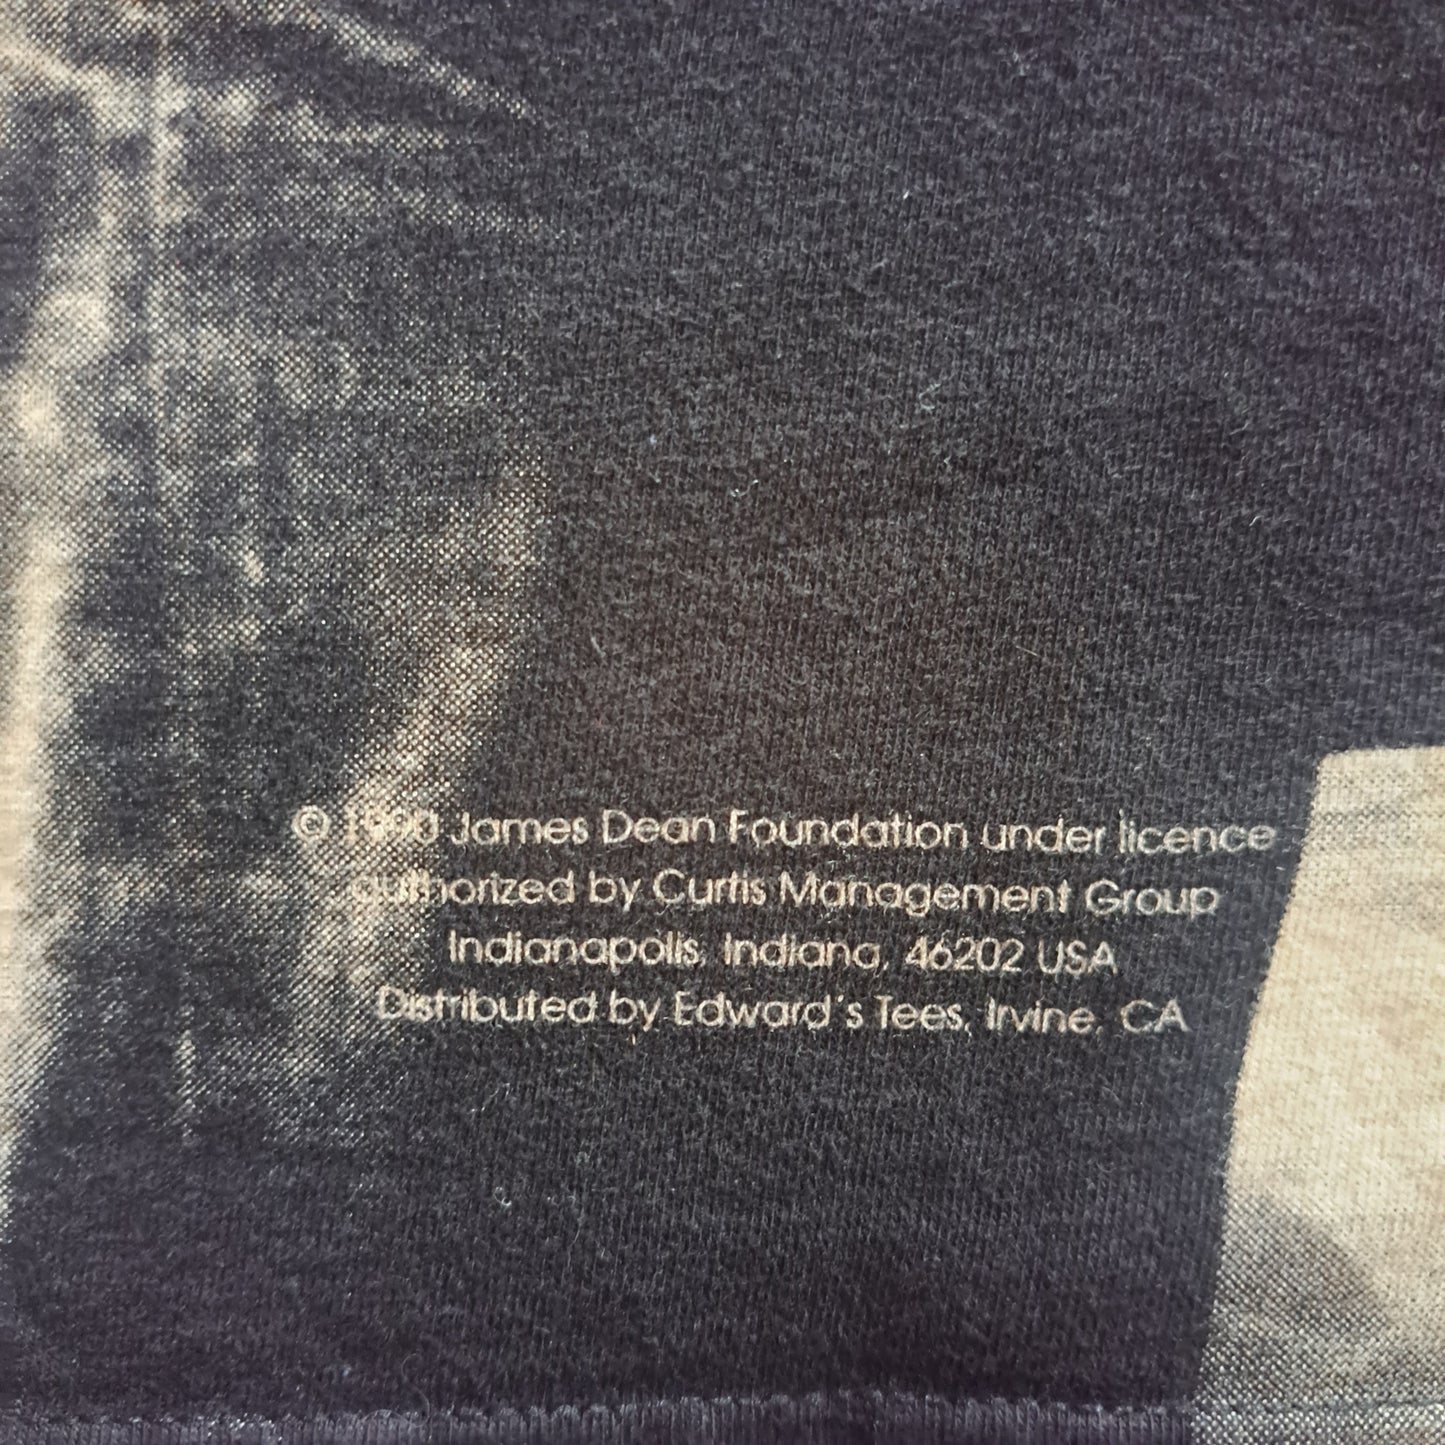 © 1990 James Dean Foundation under licence
authorized by Curtis Management Group
Indianapolis, Indiana, 46202 USA
Distributed by Edward's Tees, Irvine, CA